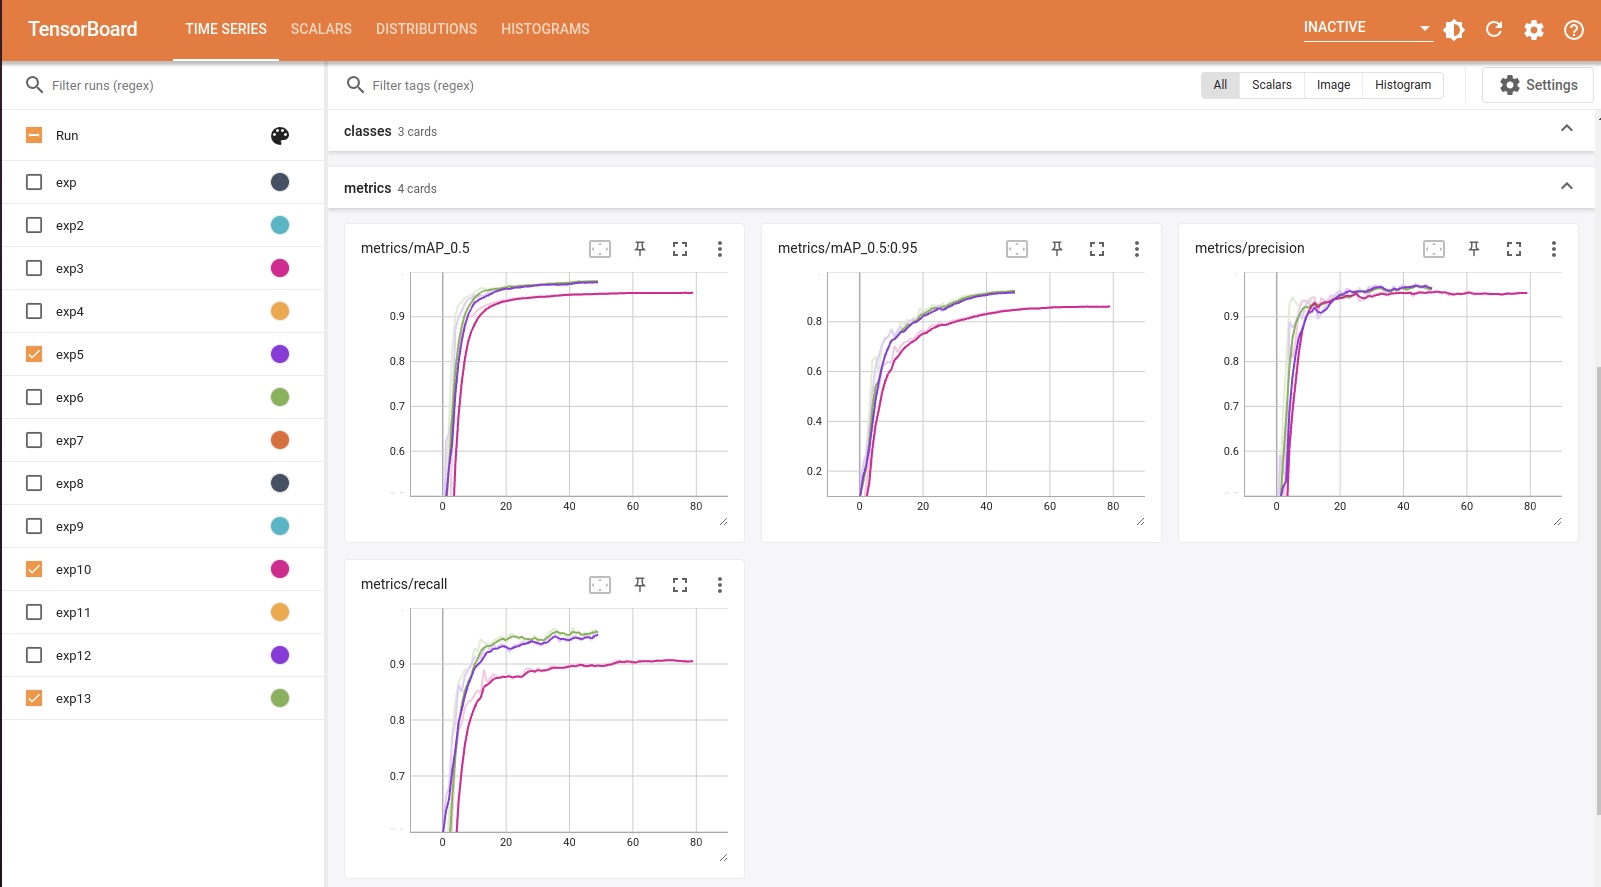 TensorBoard TIME SERIES SCALARS DISTRIBUTIONS HISTOGRAMS INACTIVE
Filter runs (regex)
Filter tags (regex) All Scalars Image Histogram Settings
Run
exp
exp2
exp3
exp4
exp5
exp6
exp7
exp8
exp9
exp10
exp11
exp12
exp13
classes 3 cards
metrics 4 cards
metrics/mAP_0.5
0.9
0.8
0.7
0.6
0 20 40 60 80
metrics/mAP_0.5:0.95
0.8
0.6
0.4
0.2
0 20 40 60 80
metrics/precision
0.9
0.8
0.7
0.6
0 20 40 60 80
metrics/recall
0.9
0.8
0.7
0 20 40 60 80